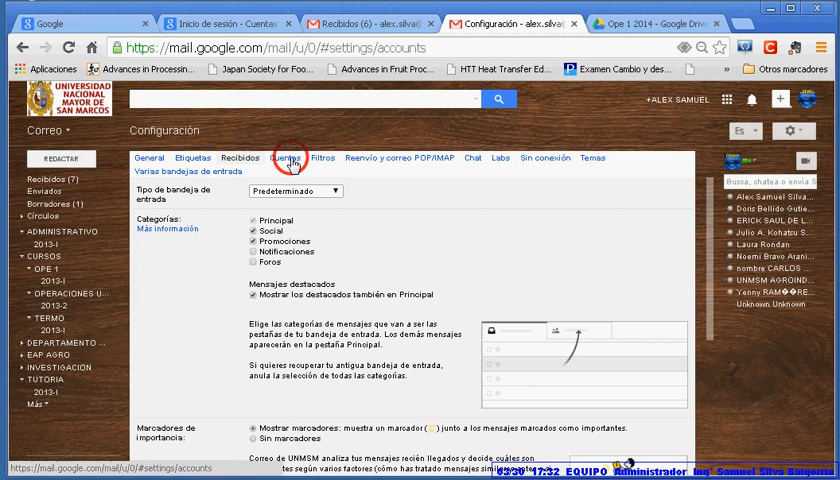 Google
Inicio de sesión - Cuentas
Recibidos (6) - alex.silva@
Configuración - alex.silva@
Ope 1 2014 - Google Drive
https://mail.google.com/mail/u/0/#settings/accounts
Aplicaciones
Advances in Processin...
Japan Society for Foo...
Advances in Fruit Proc...
HTT Heat Transfer Ed...
Examen Cambio y des...
Otros marcadores
UNIVERSIDAD
NACIONAL
MAYOR DE
SAN MARCOS
+ALEX SAMUEL
Correo
Configuración
Es
REDACTAR
General Etiquetas Recibidos Cuentas Filtros Reenvío y correo POP/IMAP Chat Labs Sin conexión Temas
Varias bandejas de entrada
Recibidos (7)
Enviados
Borradores (1)
Círculos
ADMINISTRATIVO
2013-I
CURSOS
OPE 1
2013-I
OPERACIONES U...
2013-2
TERMO
2013-I
DEPARTAMENTO ...
EAP AGRO
INVESTIGACION
TUTORIA
2013-I
Más
Tipo de bandeja de
entrada
Predeterminado
Categorías:
Más información
Principal
Social
Promociones
Notificaciones
Foros
Mensajes destacados
Mostrar los destacados también en Principal
Elige las categorías de mensajes que van a ser las
pestañas de tu bandeja de entrada. Los demás mensajes
aparecerán en la pestaña Principal.
Si quieres recuperar tu antigua bandeja de entrada,
anula la selección de todas las categorías.
Marcadores de
importancia:
Mostrar marcadores: muestra un marcador ( ) junto a los mensajes marcados como importantes.
Sin marcadores
Correo de UNMSM analiza tus mensajes recién llegados y decide cuáles son
Busca, chatea o envía S
Alex Samuel Silva...
Doris Bellido Gutie...
ERICK SAUL DE L...
Julio A. Kohatsu S...
Laura Rondan
Noemi Bravo Arani...
nombre CARLOS ...
UNMSM AGROIND...
Yenny RAM��RE...
Unknown Unknown
https://mail.google.com/mail/u/0/#settings/accounts
03/30 17:32 EQUIPO Administrador Ing° Samuel Silva Baigorria